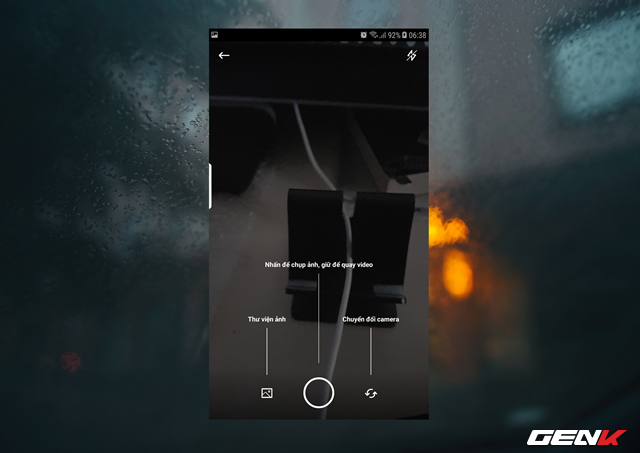 92% 06:38
Nhấn để chụp ảnh, giữ để quay video
Thư viện ảnh
Chuyển đổi camera
GENK